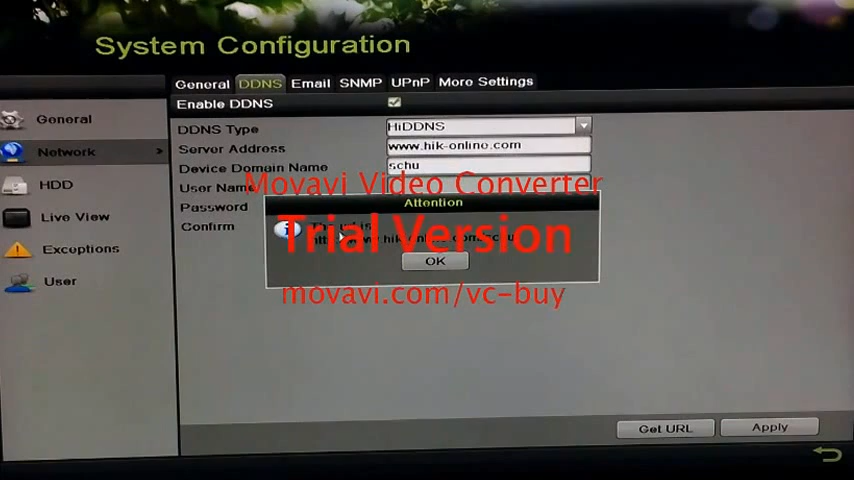 System Configuration
General DDNS Email SNMP UPnP More Settings
Enable DDNS
General
Network >
HDD
Live View
Exceptions
User
DDNS Type HiDDNS
Server Address www.hik-online.com
Device Domain Name schu
User Name
Password
Confirm
Movavi Video Converter
Attention
Trial Version
OK
movavi.com/vc-buy
Get URL Apply